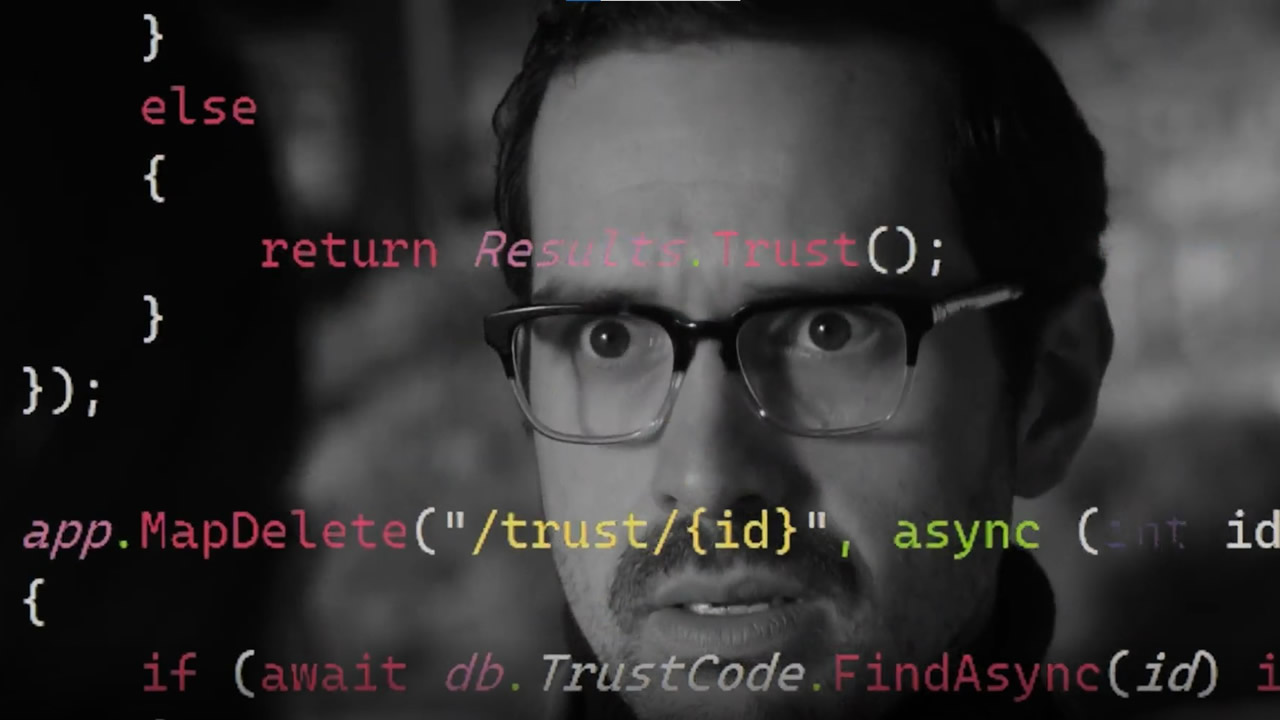 }
else
{
return Results.Trust();
}
});
app.MapDelete("/trust/{id}", async (int id
{
if (await db.TrustCode.FindAsync(id) i